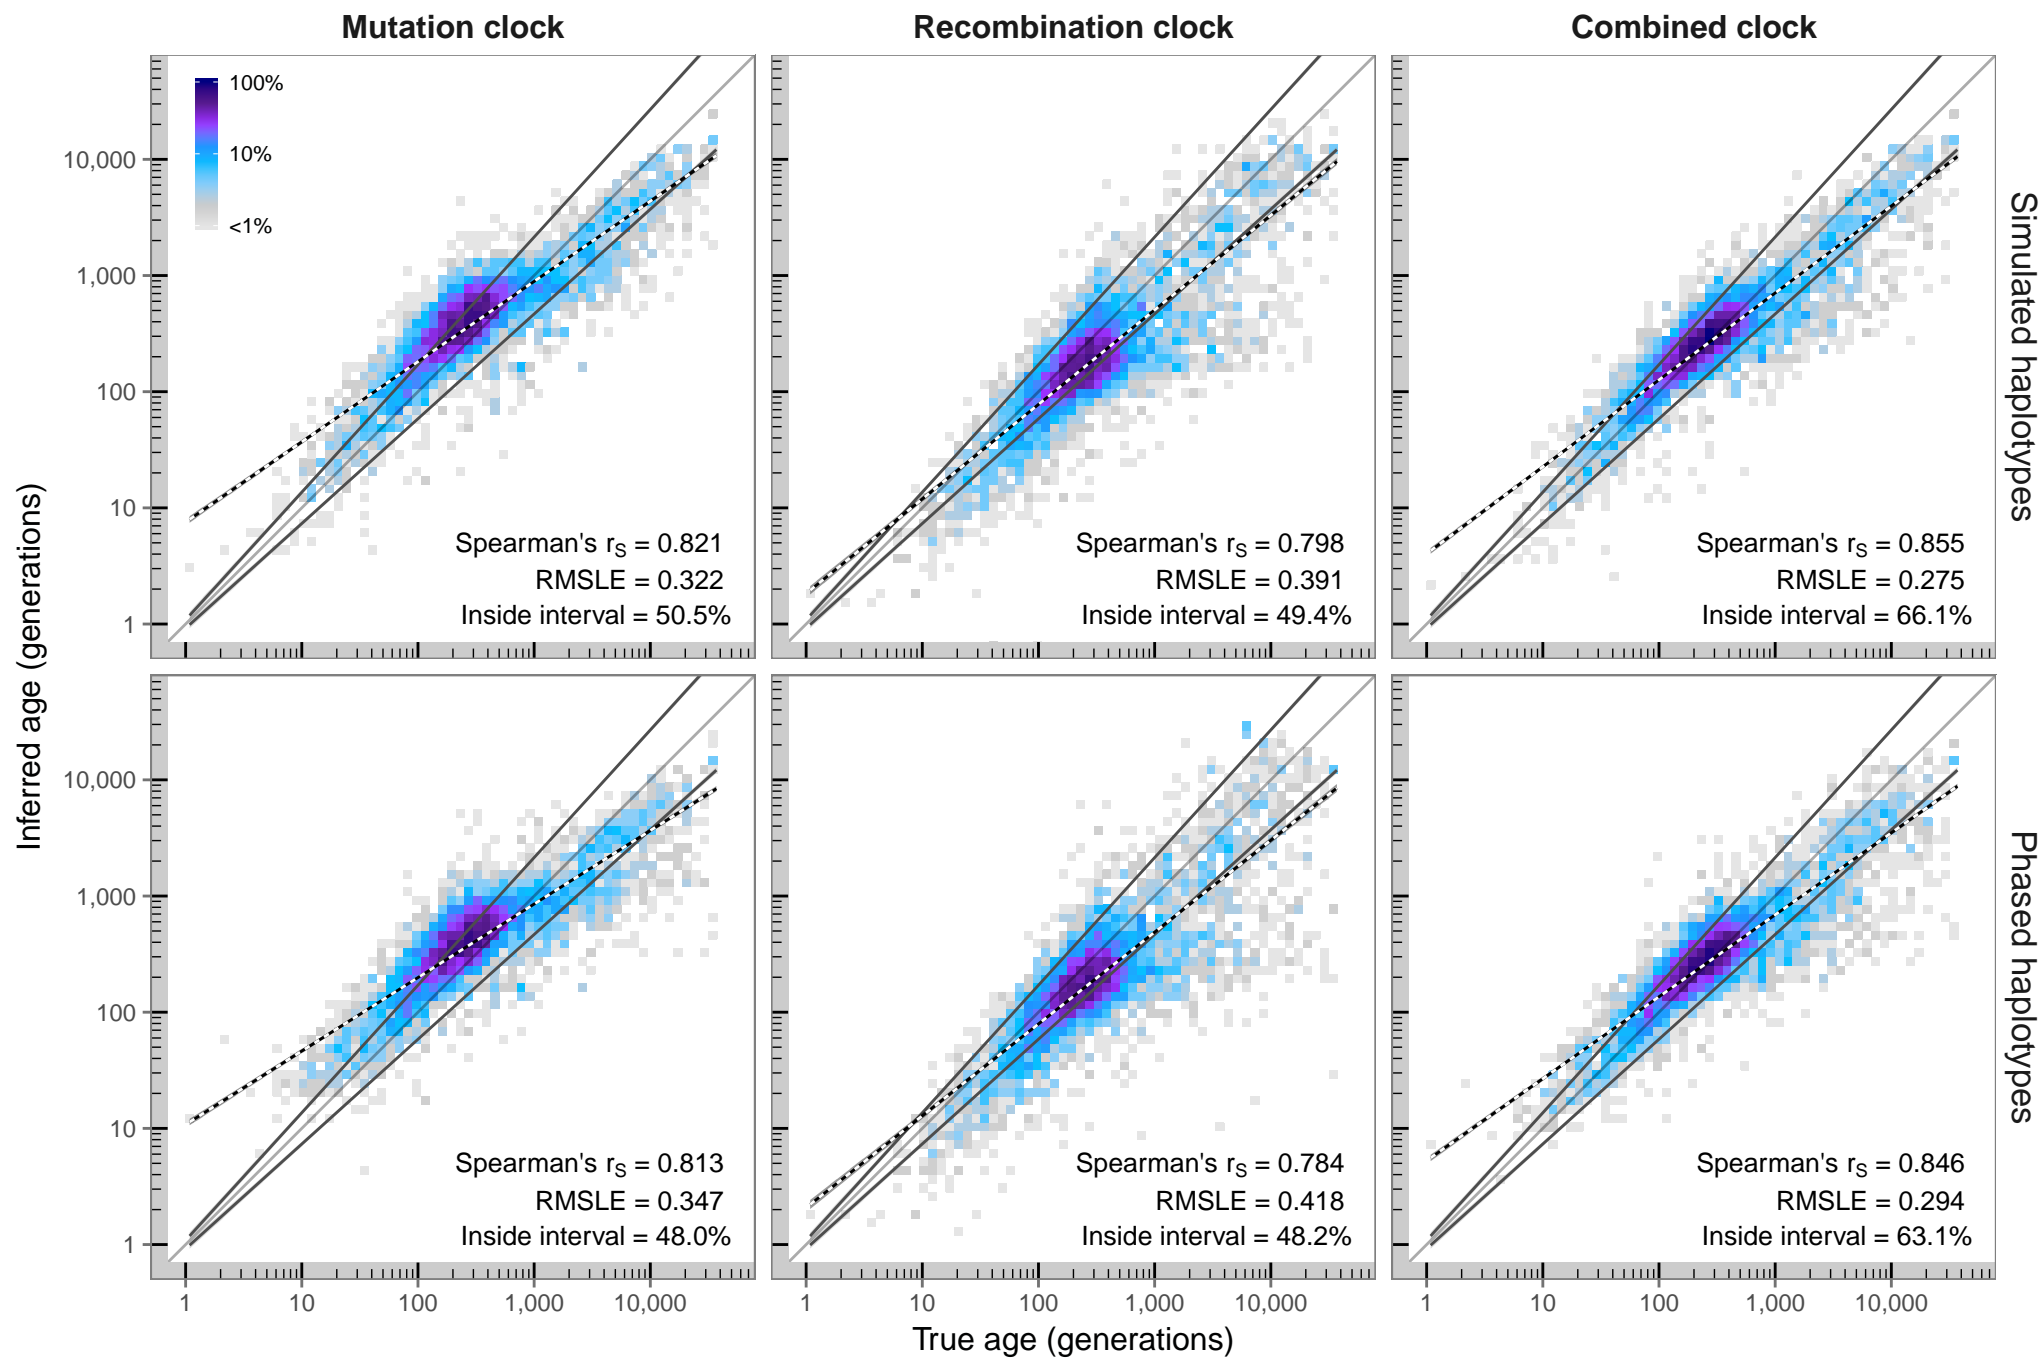 Mutation clock
Recombination clock
Combined clock
100%
10%
<1%
10,000
1,000
100
10
1
Spearman's rS = 0.821
RMSLE = 0.322
Inside interval = 50.5%
Spearman's rS = 0.798
RMSLE = 0.391
Inside interval = 49.4%
Spearman's rS = 0.855
RMSLE = 0.275
Inside interval = 66.1%
Simulated haplotypes
Inferred age (generations)
10,000
1,000
100
10
1
Spearman's rS = 0.813
RMSLE = 0.347
Inside interval = 48.0%
Spearman's rS = 0.784
RMSLE = 0.418
Inside interval = 48.2%
Spearman's rS = 0.846
RMSLE = 0.294
Inside interval = 63.1%
Phased haplotypes
1 10 100 1,000 10,000
1 10 100 1,000 10,000
1 10 100 1,000 10,000
True age (generations)